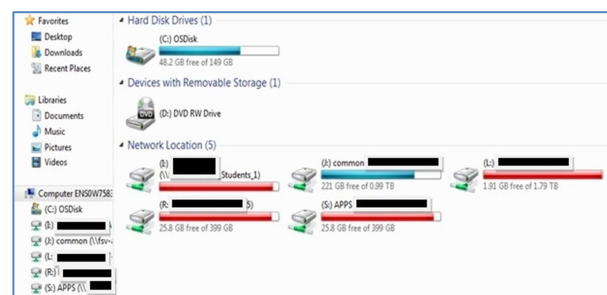 Favorites
Desktop
Downloads
Recent Places
Libraries
Documents
Music
Pictures
Videos
Computer ENS0W7583
(C:) OSDisk
(I:)
(J:) common (\\fsv-
(L:
(R:)
(S:) APPS (\\
Hard Disk Drives (1)
(C:) OSDisk
48.2 GB free of 149 GB
Devices with Removable Storage (1)
(D:) DVD RW Drive
Network Location (5)
(I:)
(\\ _Students_1)
(J:) common
221 GB free of 0.99 TB
(L:
1.91 GB free of 1.79 TB
(R: S)
25.8 GB free of 399 GB
(S:) APPS
25.8 GB free of 399 GB